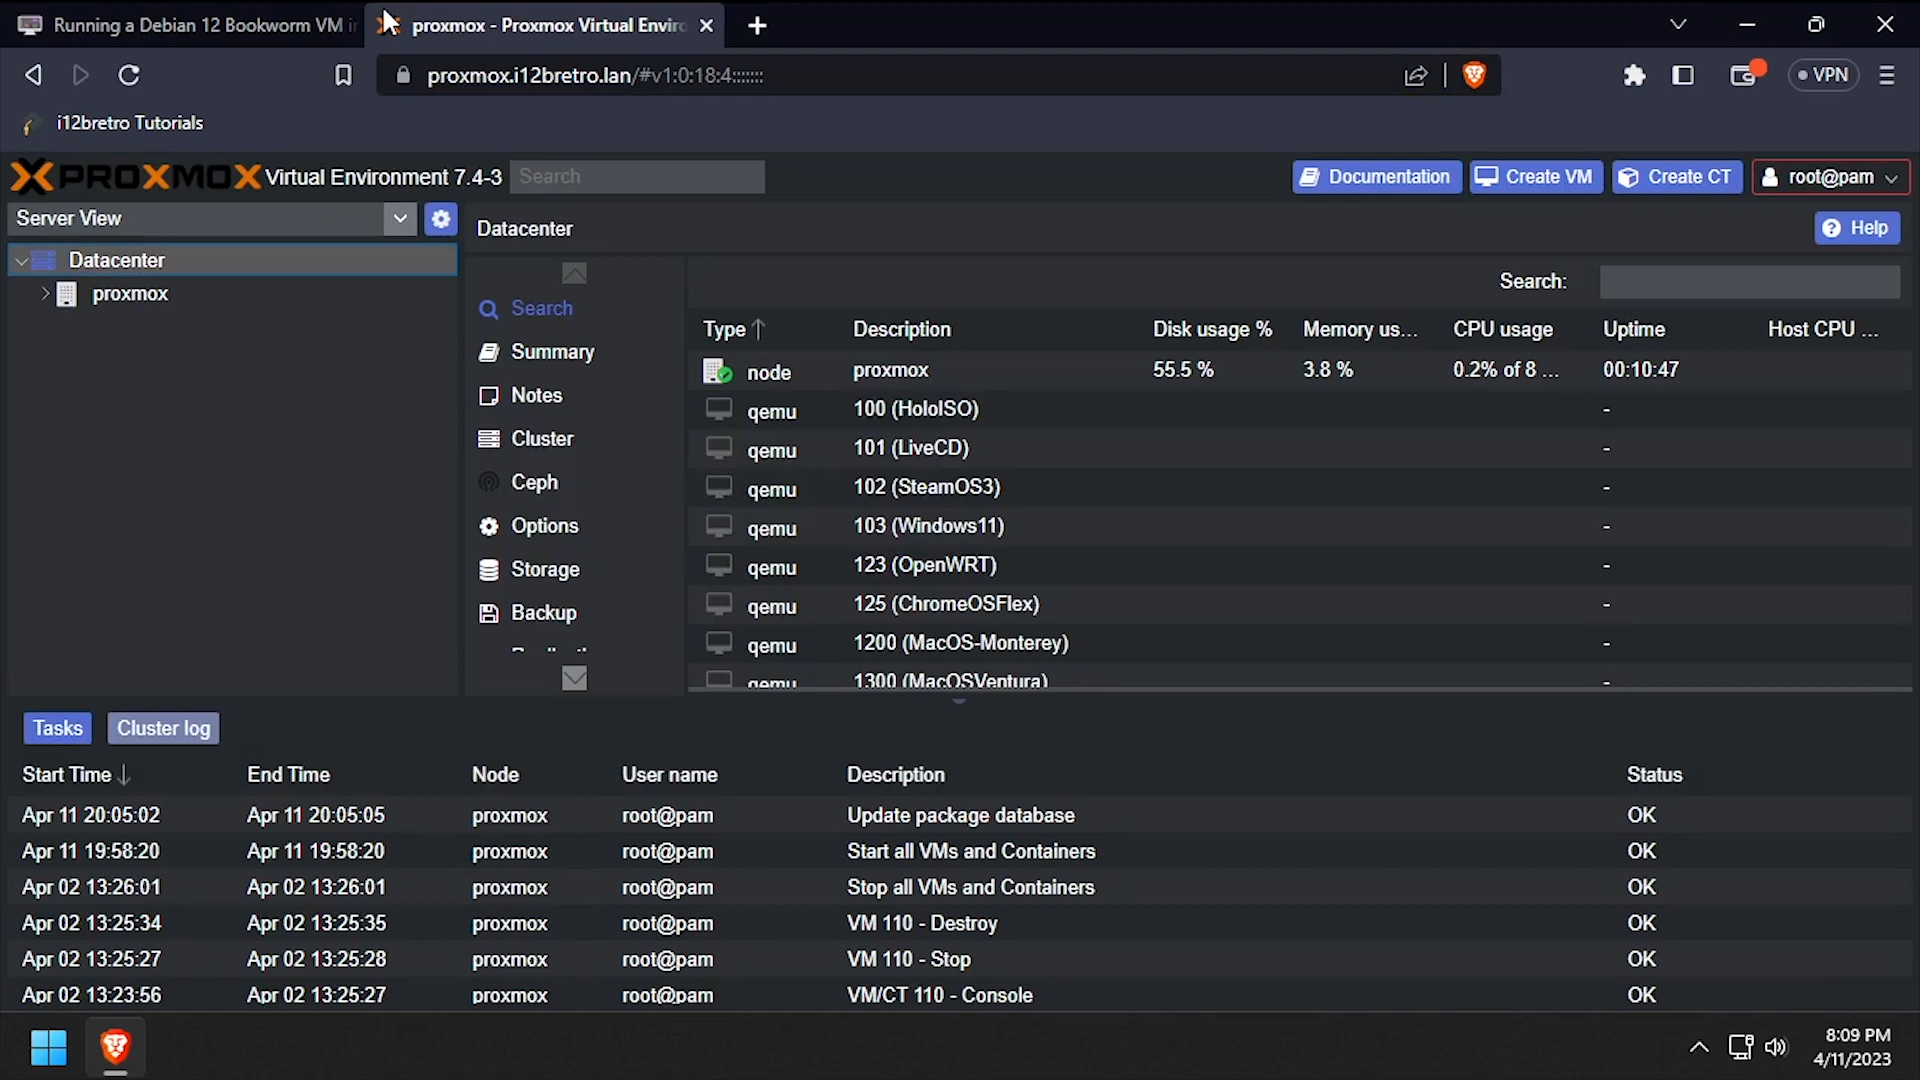 Running a Debian 12 Bookworm VM in
proxmox - Proxmox Virtual Enviro
proxmox.i12bretro.lan/#v1:0:18:4:::::::
VPN
i12bretro Tutorials
PROXMOX Virtual Environment 7.4-3 Search
Documentation Create VM Create CT root@pam
Server View
Datacenter
Help
Datacenter
proxmox
Search:
Search
Summary
Notes
Cluster
Ceph
Options
Storage
Backup
Type Description Disk usage % Memory us... CPU usage Uptime Host CPU ...
node proxmox 55.5 % 3.8 % 0.2% of 8 ... 00:10:47
qemu 100 (HoloISO) -
qemu 101 (LiveCD) -
qemu 102 (SteamOS3) -
qemu 103 (Windows11) -
qemu 123 (OpenWRT) -
qemu 125 (ChromeOSFlex) -
qemu 1200 (MacOS-Monterey) -
qemu 1300 (MacOSVentura) -
Tasks Cluster log
Start Time End Time Node User name Description Status
Apr 11 20:05:02 Apr 11 20:05:05 proxmox root@pam Update package database OK
Apr 11 19:58:20 Apr 11 19:58:20 proxmox root@pam Start all VMs and Containers OK
Apr 02 13:26:01 Apr 02 13:26:01 proxmox root@pam Stop all VMs and Containers OK
Apr 02 13:25:34 Apr 02 13:25:35 proxmox root@pam VM 110 - Destroy OK
Apr 02 13:25:27 Apr 02 13:25:28 proxmox root@pam VM 110 - Stop OK
Apr 02 13:23:56 Apr 02 13:25:27 proxmox root@pam VM/CT 110 - Console OK
8:09 PM
4/11/2023